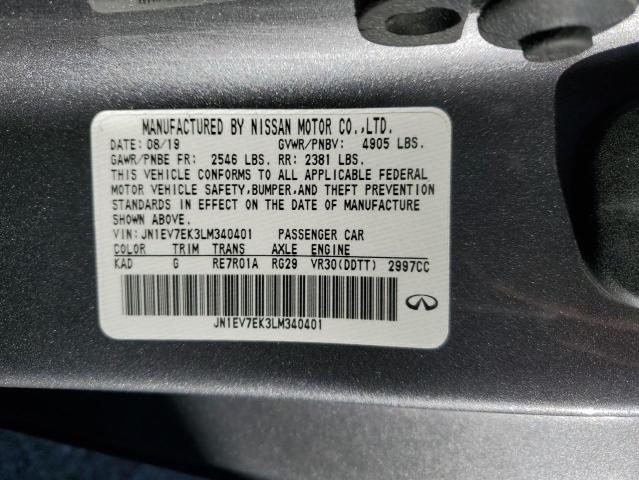 MANUFACTURED BY NISSAN MOTOR CO.,LTD.
DATE: 08/19 GVWR/PNBV: 4905 LBS.
GAWR/PNBE FR: 2546 LBS. RR: 2381 LBS.
THIS VEHICLE CONFORMS TO ALL APPLICABLE FEDERAL
MOTOR VEHICLE SAFETY,BUMPER,AND THEFT PREVENTION
STANDARDS IN EFFECT ON THE DATE OF MANUFACTURE
SHOWN ABOVE.
VIN: JN1EV7EK3LM340401 PASSENGER CAR
COLOR TRIM TRANS AXLE ENGINE
KAD G RE7R01A RG29 VR30(DDTT) 2997CC
JN1EV7EK3LM340401